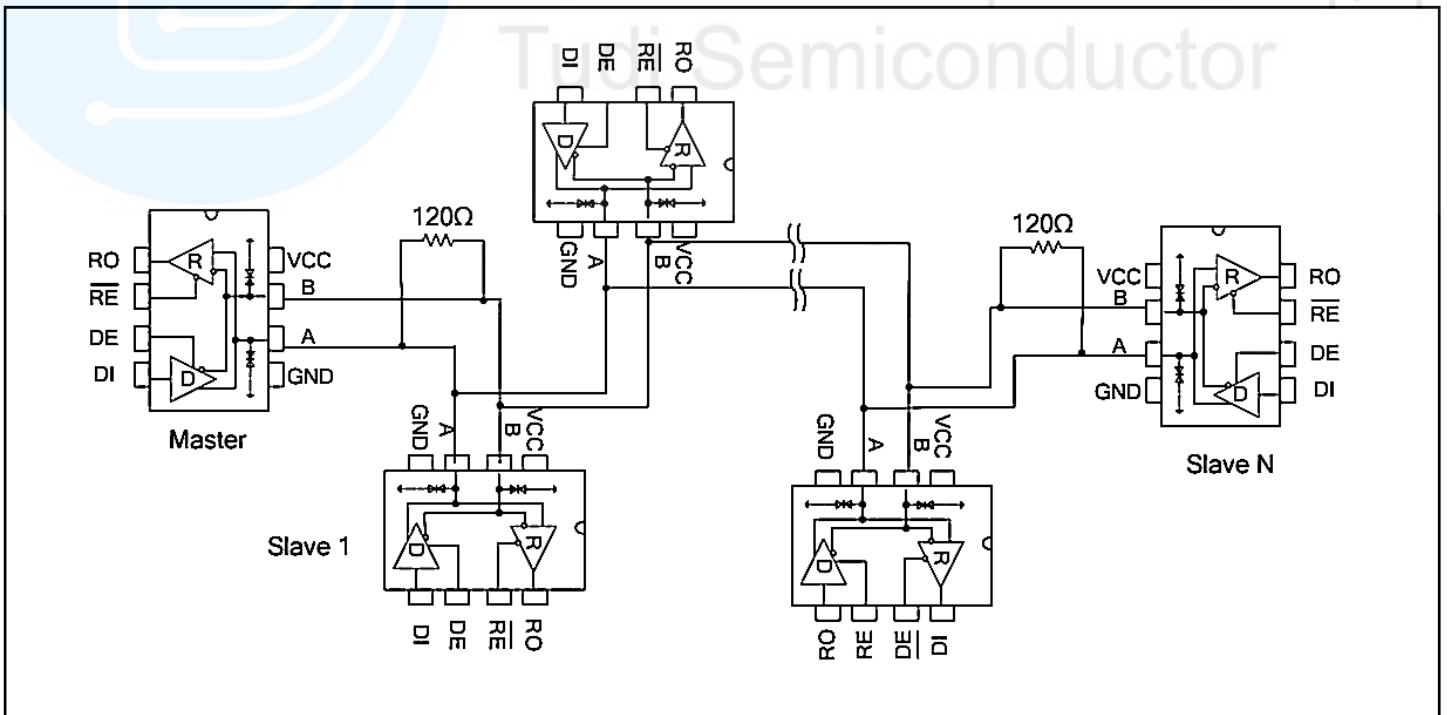 Tudi Semiconductor
DI DE RE RO
D R
GND A B VCC
120Ω
RO R VCC
RE B
DE A
DI D GND
Master
120Ω
VCC R RO
B RE
A DE
GND D DI
Slave N
GND A B VCC
Slave 1
D R
DI DE RE RO
GND A B VCC
D R
RO RE DE DI